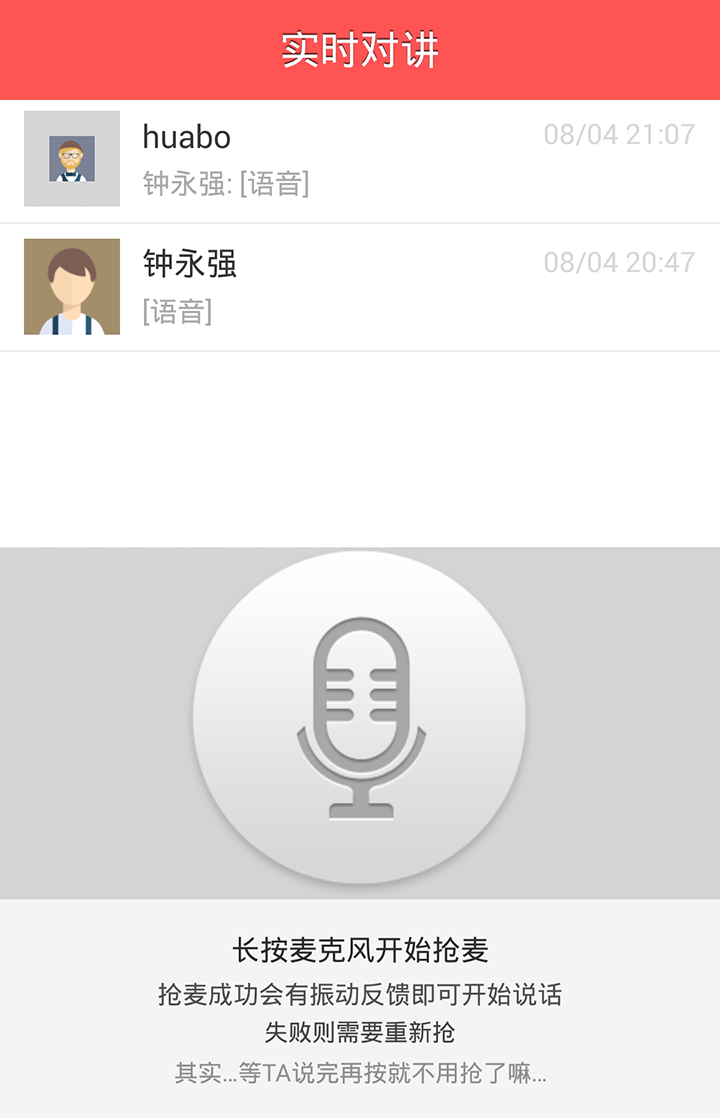 实时对讲
huabo
08/04 21:07
钟永强: [语音]
钟永强
08/04 20:47
[语音]
长按麦克风开始抢麦
抢麦成功会有振动反馈即可开始说话
失败则需要重新抢
其实...等TA说完再按就不用抢了嘛...